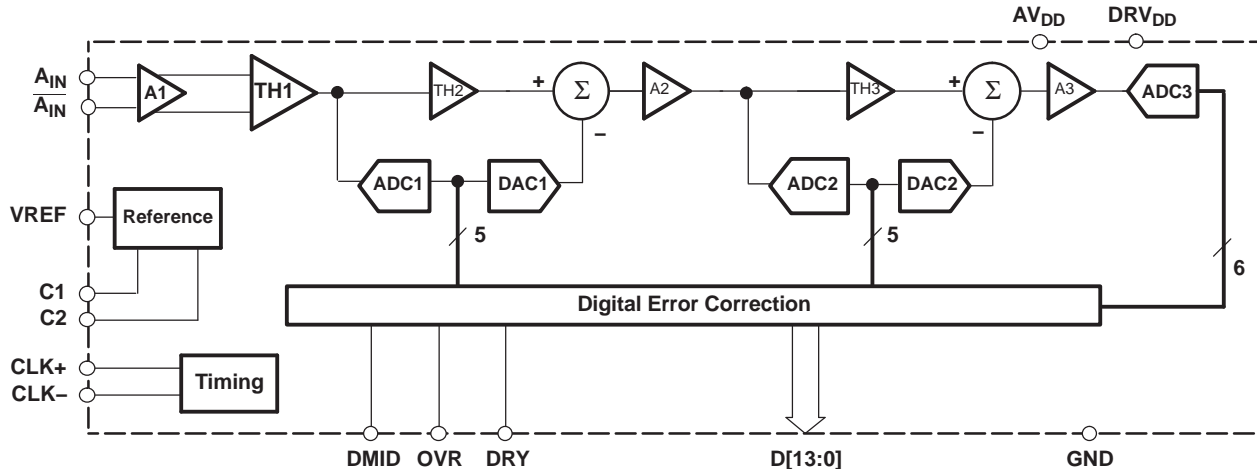 AVDD DRVDD
AIN
AIN
A1
TH1
TH2
+
Σ
−
A2
TH3
+
Σ
−
A3
ADC3
ADC1
DAC1
ADC2
DAC2
VREF
Reference
5
5
6
C1
C2
Digital Error Correction
CLK+
CLK−
Timing
DMID OVR DRY D[13:0] GND